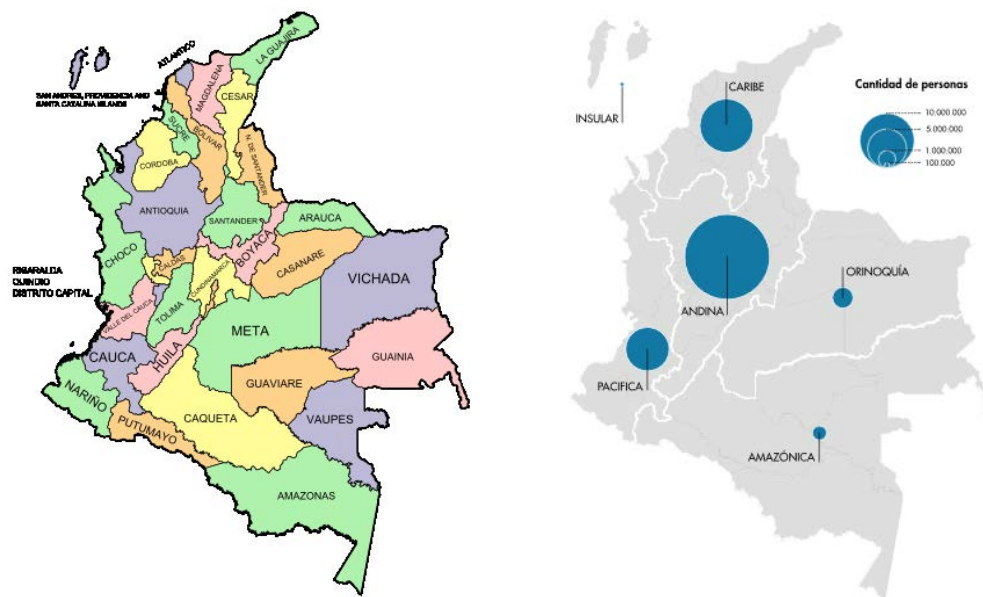 ATLANTICO
LA GUAJIRA
MAGDALENA
CESAR
SAN ANDRES, PROVIDENCIA AND
SANTA CATALINA ISLANDS
SUCRE
BOLIVAR
N. DE SANTANDER
CORDOBA
ANTIOQUIA
SANTANDER
ARAUCA
CHOCO
BOYACA
CALDAS
CASANARE
CUNDINAMARCA
VICHADA
RISARALDA
QUINDIO
DISTRITO CAPITAL
VALLE DEL CAUCA
TOLIMA
META
CAUCA
HUILA
GUAINIA
NARIÑO
GUAVIARE
CAQUETA
VAUPES
PUTUMAYO
AMAZONAS
Cantidad de personas
10.000.000
5.000.000
1.000.000
100.000
CARIBE
INSULAR
ORINOQUÍA
ANDINA
PACIFICA
AMAZÓNICA